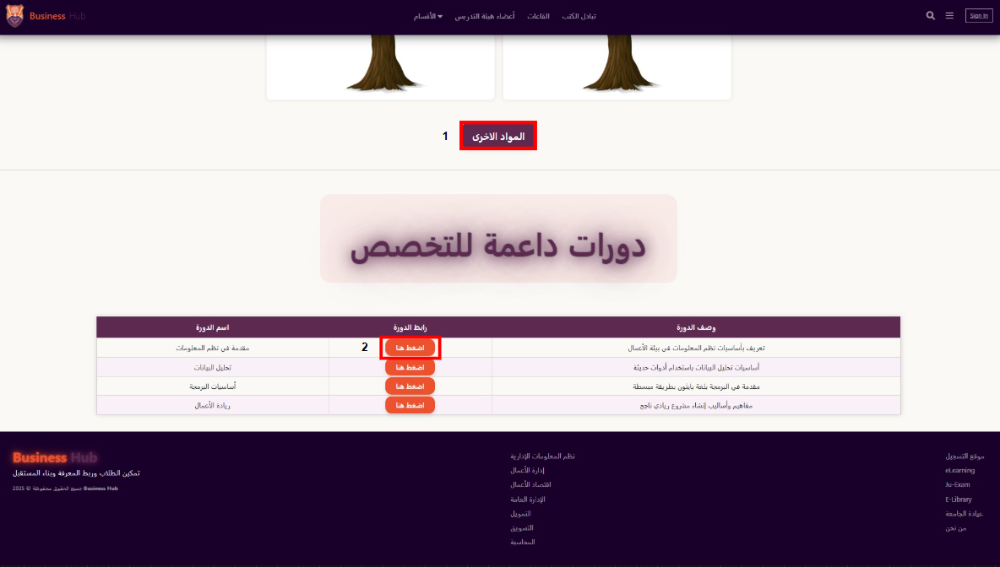 Business Hub
الأقسام
أعضاء هيئة التدريس
القاعات
تبادل الكتب
Sign In
1
المواد الاخرى
دورات داعمة للتخصص
اسم الدورة
رابط الدورة
وصف الدورة
مقدمة في نظم المعلومات
2
اضغط هنا
تعريف بأساسيات نظم المعلومات في بيئة الأعمال
تحليل البيانات
اضغط هنا
أساسيات تحليل البيانات باستخدام أدوات حديثة
أساسيات البرمجة
اضغط هنا
مقدمة في البرمجة بلغة بايثون بطريقة مبسطة
ريادة الأعمال
اضغط هنا
مفاهيم وأساليب إنشاء مشروع ريادي ناجح
Business Hub
تمكين الطلاب وربط المعرفة وبناء المستقبل
جميع الحقوق محفوظة © 2025 Business Hub
نظم المعلومات الإدارية
إدارة الأعمال
اقتصاد الأعمال
الإدارة العامة
التمويل
التسويق
المحاسبة
موقع التسجيل
eLearning
Ju-Exam
E-Library
عيادة الجامعة
من نحن